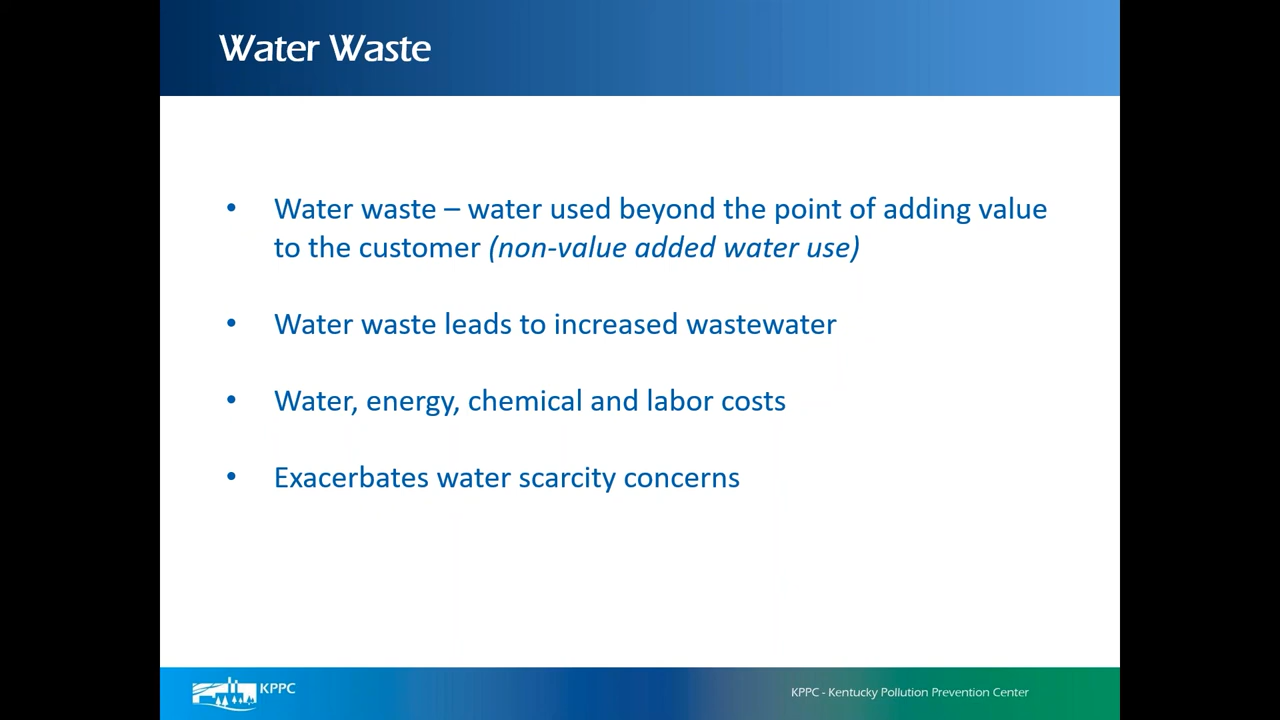 Water Waste
• Water waste – water used beyond the point of adding value
to the customer (non-value added water use)
• Water waste leads to increased wastewater
• Water, energy, chemical and labor costs
• Exacerbates water scarcity concerns
KPPC
KPPC - Kentucky Pollution Prevention Center